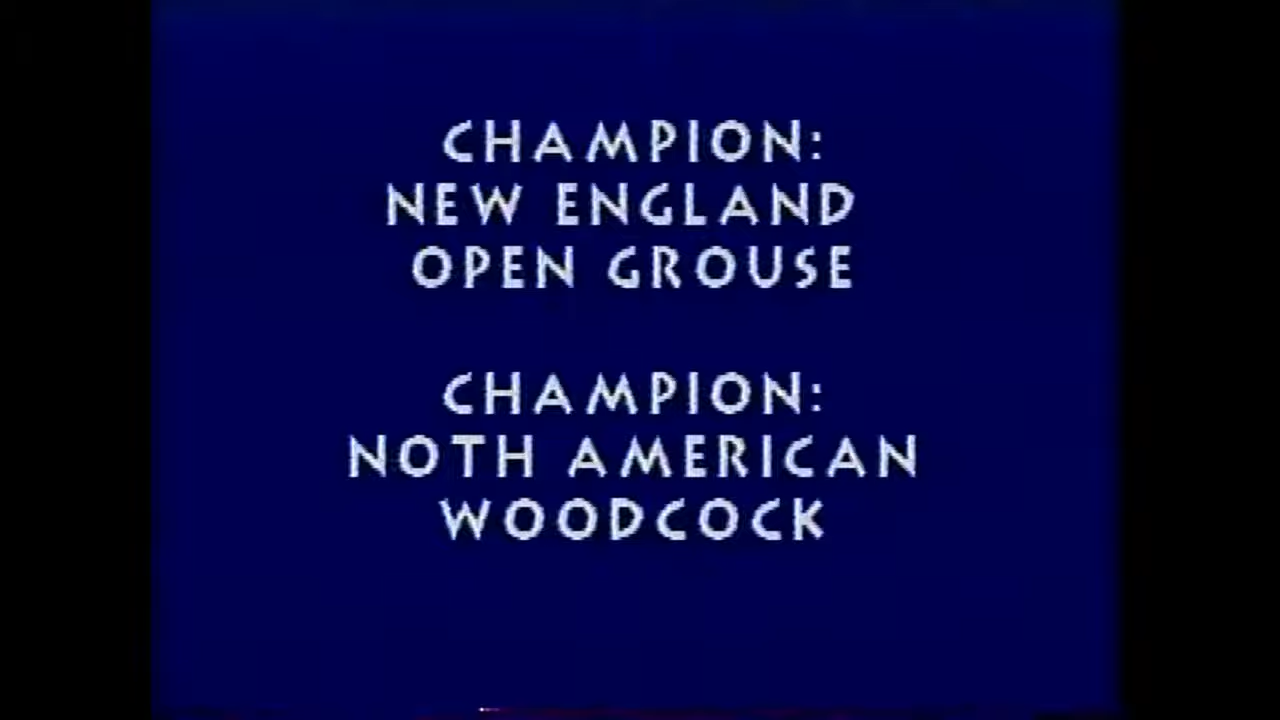 CHAMPION:
NEW ENGLAND
OPEN GROUSE
CHAMPION:
NOTH AMERICAN
WOODCOCK